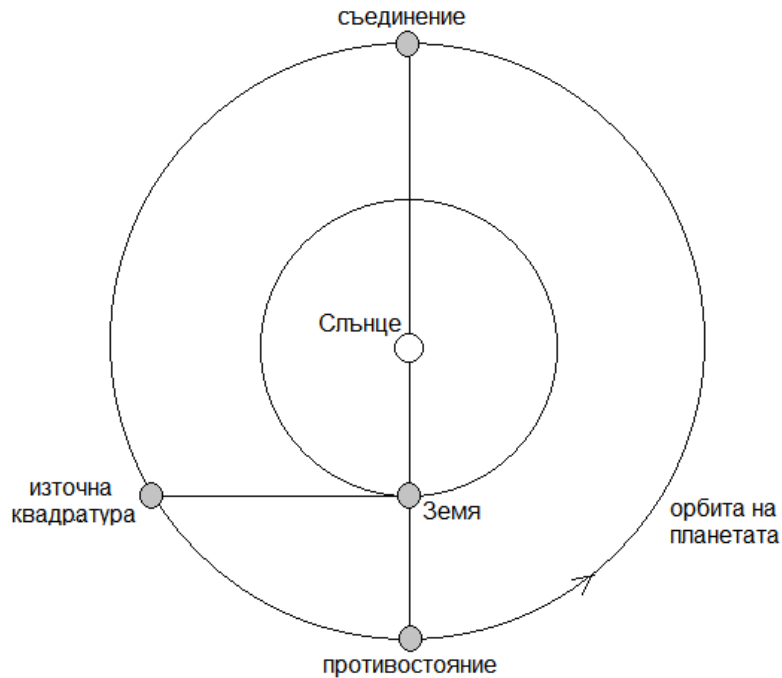 съединение
Слънце
източна
квадратура
Земя
орбита на
планетата
противостояние